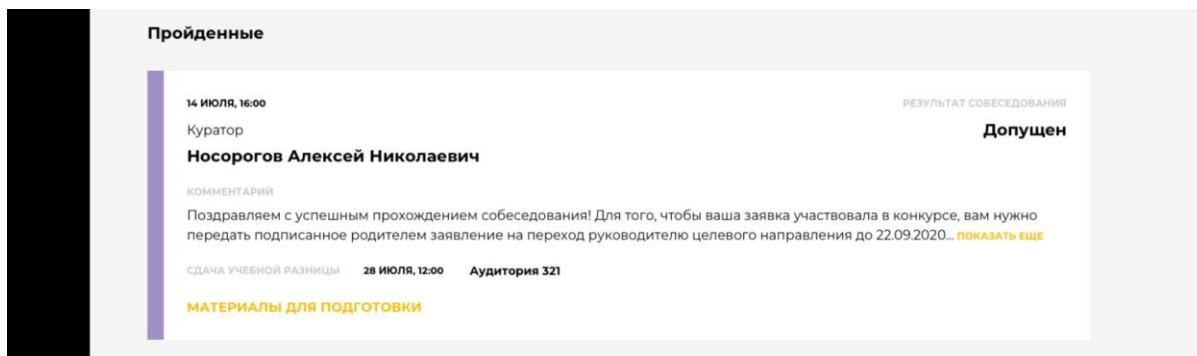 Пройденные
14 ИЮЛЯ, 16:00
РЕЗУЛЬТАТ СОБЕСЕДОВАНИЯ
Куратор
Допущен
Носорогов Алексей Николаевич
КОММЕНТАРИЙ
Поздравляем с успешным прохождением собеседования! Для того, чтобы ваша заявка участвовала в конкурсе, вам нужно
передать подписанное родителем заявление на переход руководителю целевого направления до 22.09.2020... ПОКАЗАТЬ ЕЩЕ
СДАЧА УЧЕБНОЙ РАЗНИЦЫ 28 ИЮЛЯ, 12:00 Аудитория 321
МАТЕРИАЛЫ ДЛЯ ПОДГОТОВКИ